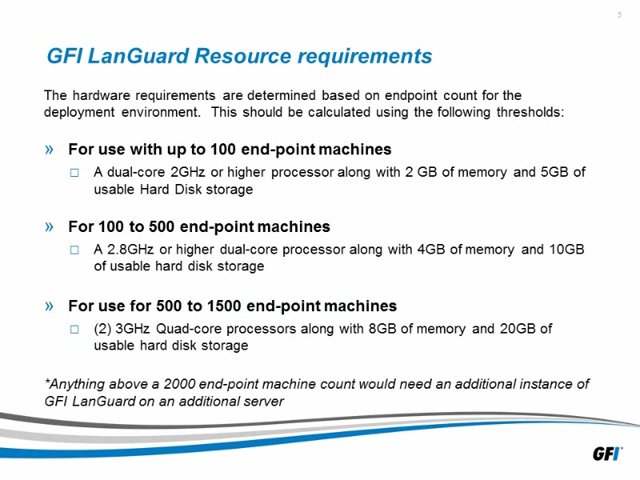 5
GFI LanGuard Resource requirements
The hardware requirements are determined based on endpoint count for the
deployment environment. This should be calculated using the following thresholds:
» For use with up to 100 end-point machines
□ A dual-core 2GHz or higher processor along with 2 GB of memory and 5GB of
usable Hard Disk storage
» For 100 to 500 end-point machines
□ A 2.8GHz or higher dual-core processor along with 4GB of memory and 10GB
of usable hard disk storage
» For use for 500 to 1500 end-point machines
□ (2) 3GHz Quad-core processors along with 8GB of memory and 20GB of
usable hard disk storage
*Anything above a 2000 end-point machine count would need an additional instance of
GFI LanGuard on an additional server
GFI